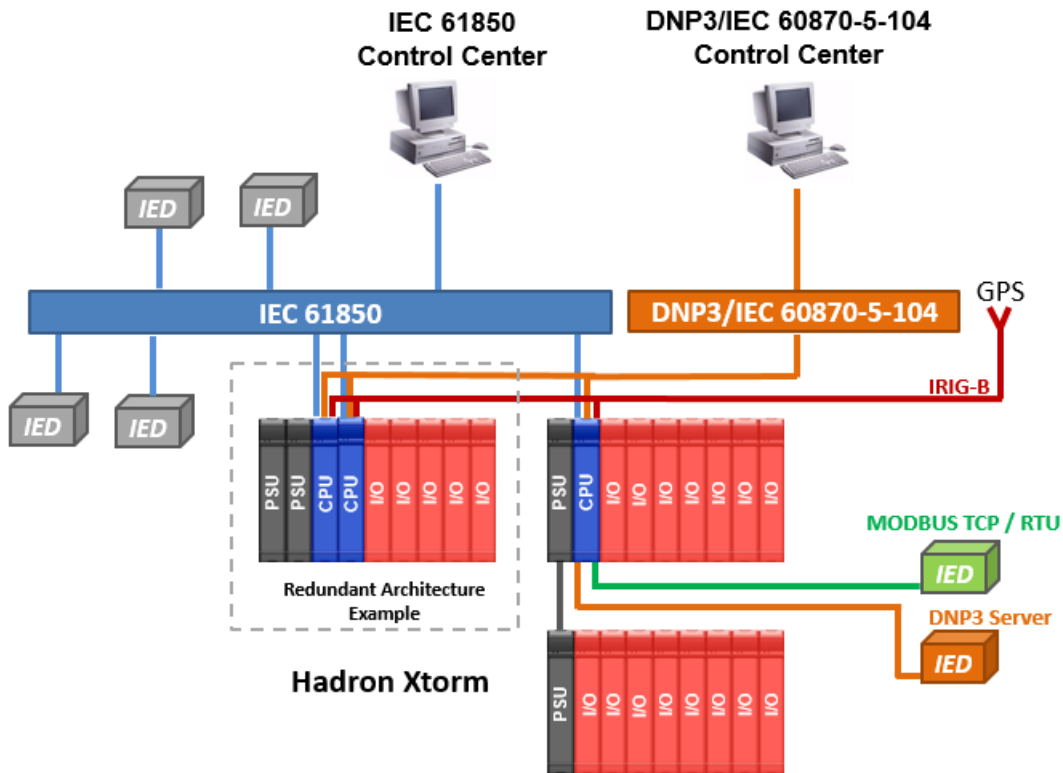 IEC 61850
Control Center
DNP3/IEC 60870-5-104
Control Center
IED
IED
IEC 61850
DNP3/IEC 60870-5-104
GPS
IED
IED
IRIG-B
PSU
PSU
CPU
CPU
I/O
I/O
I/O
I/O
I/O
PSU
CPU
I/O
I/O
I/O
I/O
I/O
I/O
I/O
Redundant Architecture
Example
MODBUS TCP / RTU
IED
DNP3 Server
IED
Hadron Xtorm
PSU
I/O
I/O
I/O
I/O
I/O
I/O
I/O
I/O